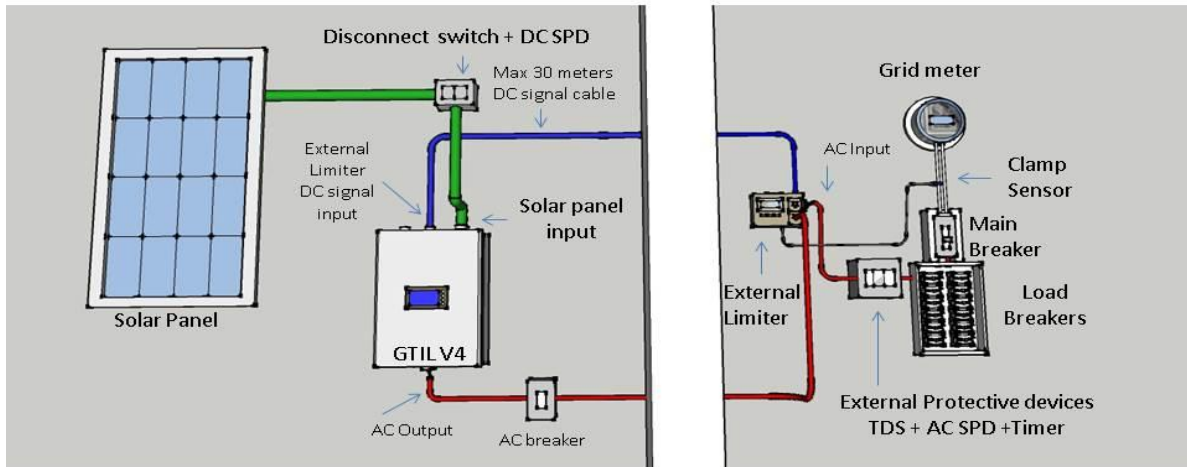 Disconnect switch + DC SPD
Max 30 meters
DC signal cable
External
Limiter
DC signal
input
Solar panel
input
Solar Panel
GTIL V4
AC Output
AC breaker
Grid meter
AC Input
Clamp
Sensor
Main
Breaker
External
Limiter
Load
Breakers
External Protective devices
TDS + AC SPD +Timer